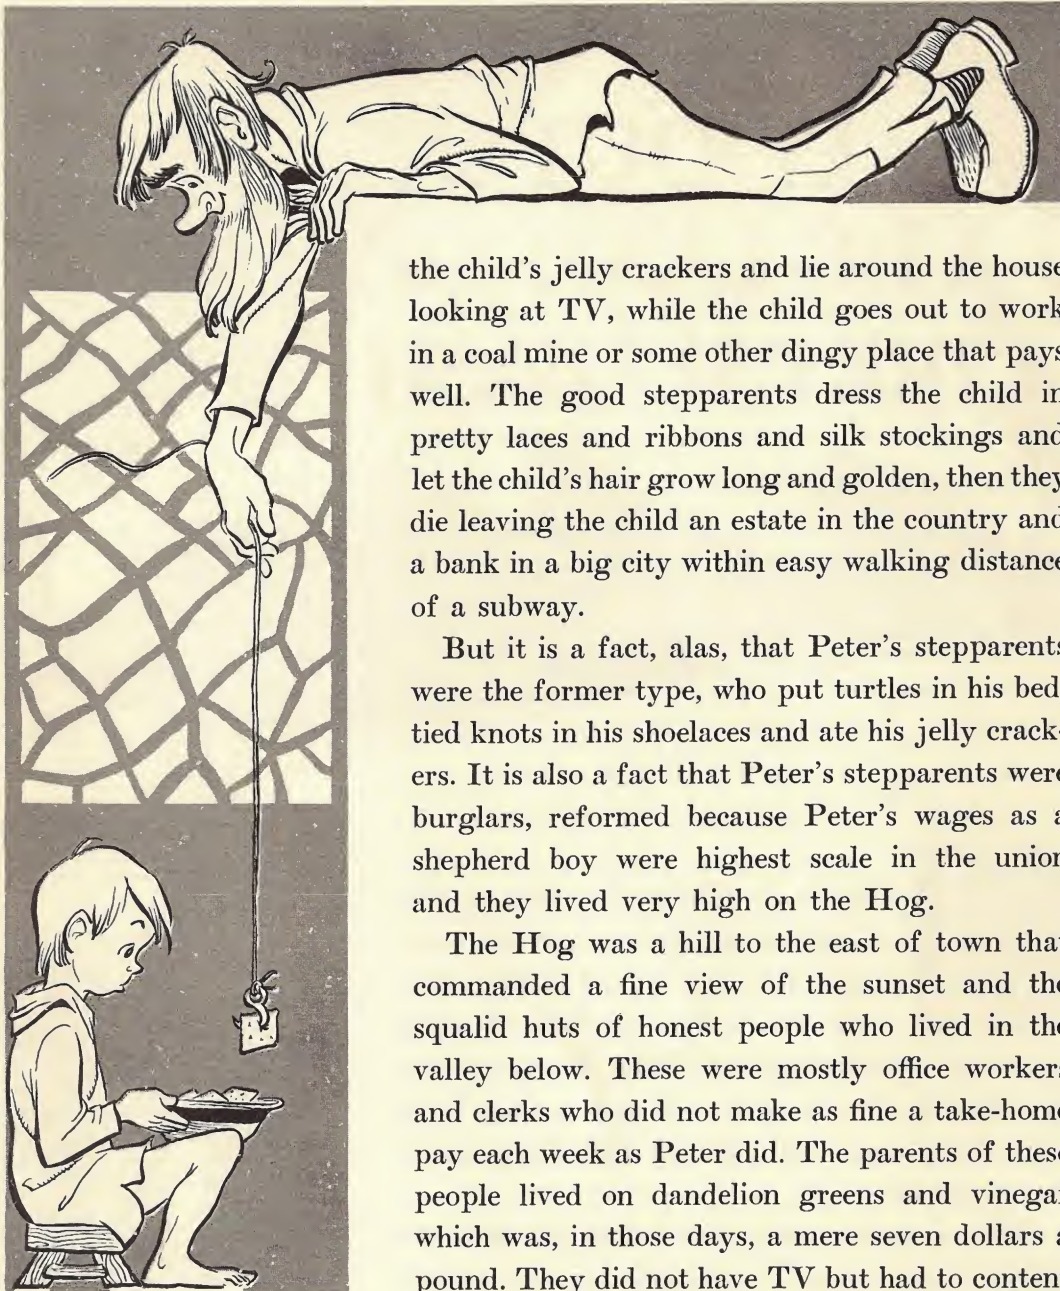 the child's jelly crackers and lie around the house
looking at TV, while the child goes out to work
in a coal mine or some other dingy place that pays
well. The good stepparents dress the child in
pretty laces and ribbons and silk stockings and
let the child's hair grow long and golden, then they
die leaving the child an estate in the country and
a bank in a big city within easy walking distance
of a subway.
But it is a fact, alas, that Peter's stepparents
were the former type, who put turtles in his bed
tied knots in his shoelaces and ate his jelly crack-
ers. It is also a fact that Peter's stepparents were
burglars, reformed because Peter's wages as a
shepherd boy were highest scale in the union
and they lived very high on the Hog.
The Hog was a hill to the east of town that
commanded a fine view of the sunset and the
squalid huts of honest people who lived in the
valley below. These were mostly office workers
and clerks who did not make as fine a take-home
pay each week as Peter did. The parents of these
people lived on dandelion greens and vinegar
which was, in those days, a mere seven dollars a
pound. They did not have TV but had to content